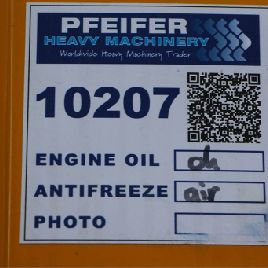 PFEIFER
HEAVY MACHINERY
Worldwide Heavy Machinery Trader
10207
ENGINE OIL ok
ANTIFREEZE air
PHOTO